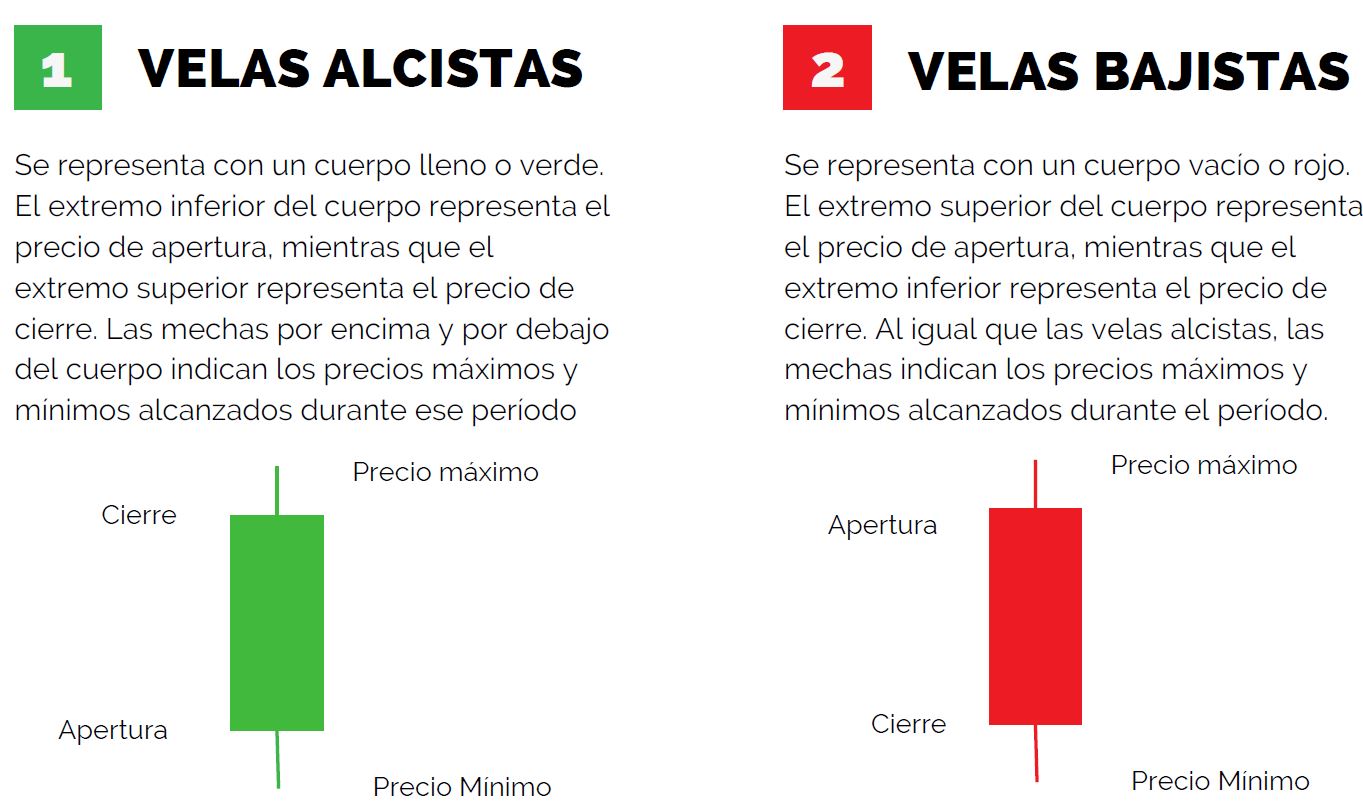 1
VELAS ALCISTAS
Se representa con un cuerpo lleno o verde.
El extremo inferior del cuerpo representa el
precio de apertura, mientras que el
extremo superior representa el precio de
cierre. Las mechas por encima y por debajo
del cuerpo indican los precios máximos y
mínimos alcanzados durante ese período
Precio máximo
Cierre
Apertura
Precio Mínimo
2
VELAS BAJISTAS
Se representa con un cuerpo vacío o rojo.
El extremo superior del cuerpo representa
el precio de apertura, mientras que el
extremo inferior representa el precio de
cierre. Al igual que las velas alcistas, las
mechas indican los precios máximos y
mínimos alcanzados durante el período.
Precio máximo
Apertura
Cierre
Precio Mínimo